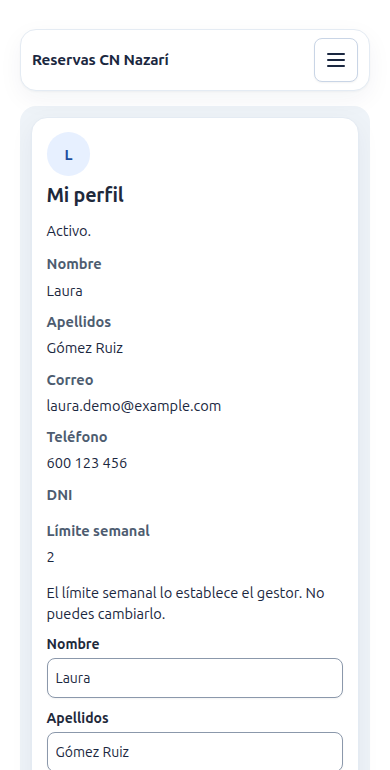 Reservas CN Nazarí
L
Mi perfil
Activo.
Nombre
Laura
Apellidos
Gómez Ruiz
Correo
laura.demo@example.com
Teléfono
600 123 456
DNI
Límite semanal
2
El límite semanal lo establece el gestor. No
puedes cambiarlo.
Nombre
Laura
Apellidos
Gómez Ruiz